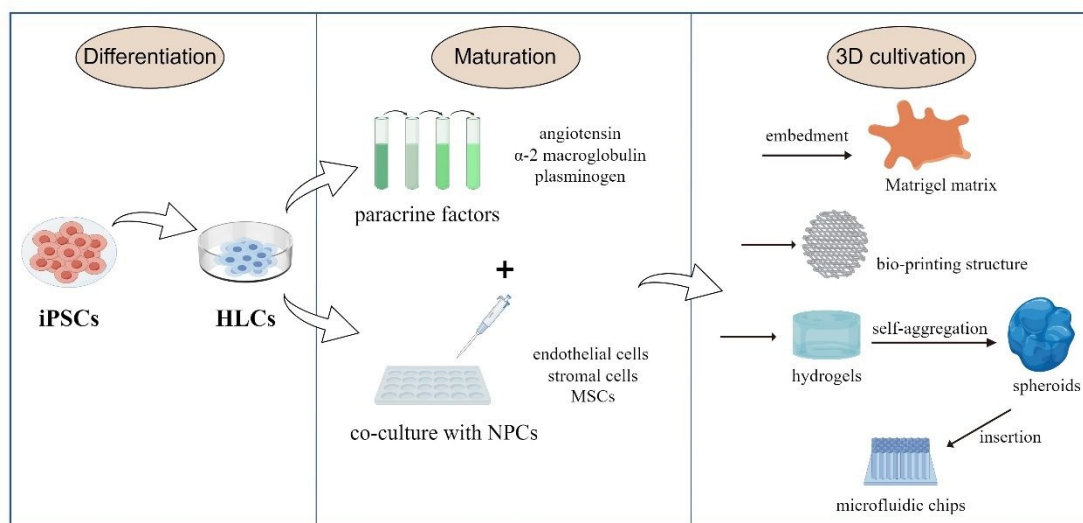 Differentiation
Maturation
3D cultivation
iPSCs
HLCs
angiotensin
α-2 macroglobulin
plasminogen
paracrine factors
+
endothelial cells
stromal cells
MSCs
co-culture with NPCs
embedment
Matrigel matrix
bio-printing structure
self-aggregation
hydrogels
spheroids
insertion
microfluidic chips